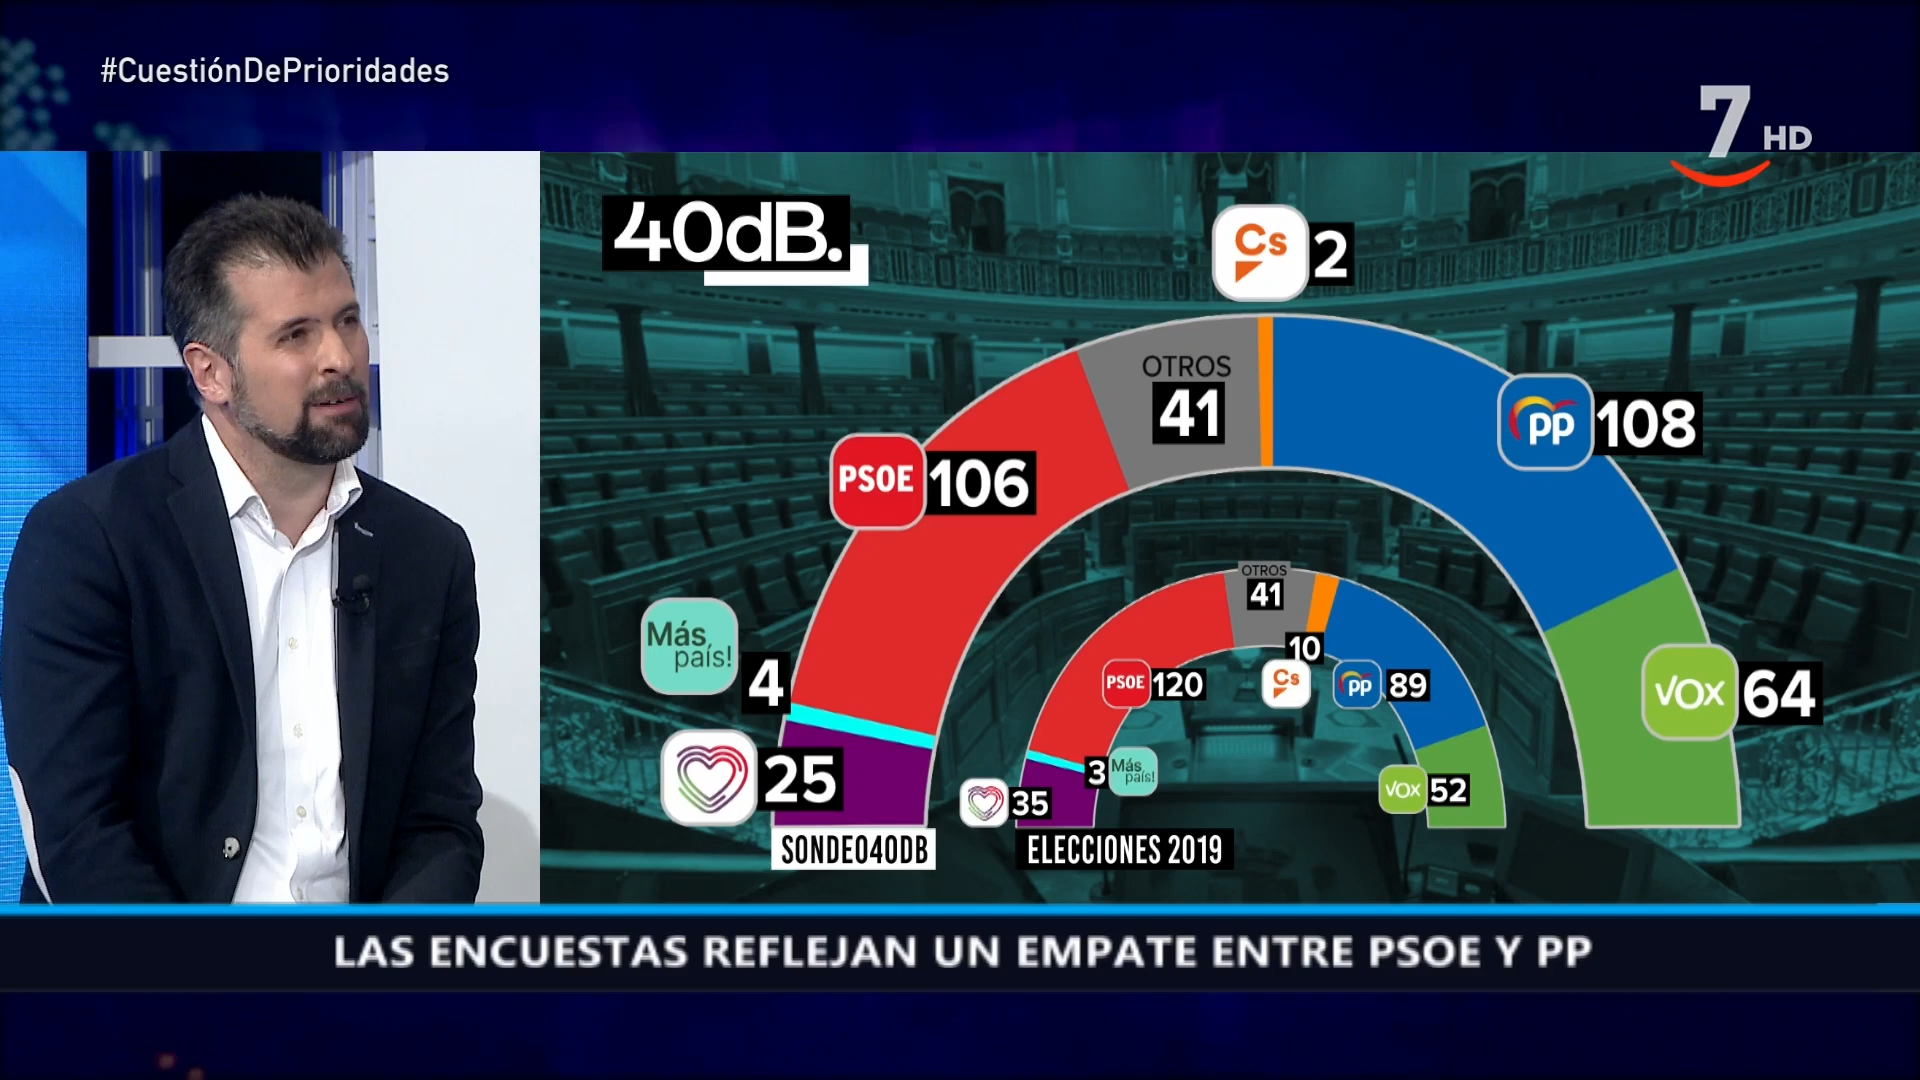 #CuestiónDePrioridades
7 HD
40dB.
Cs 2
OTROS
41
PP 108
PSOE 106
Más
país!
4
VOX 64
25
SONDEO40DB
OTROS
41
10
PSOE 120
Cs
PP 89
3
Más
país!
VOX 52
35
ELECCIONES 2019
LAS ENCUESTAS REFLEJAN UN EMPATE ENTRE PSOE Y PP